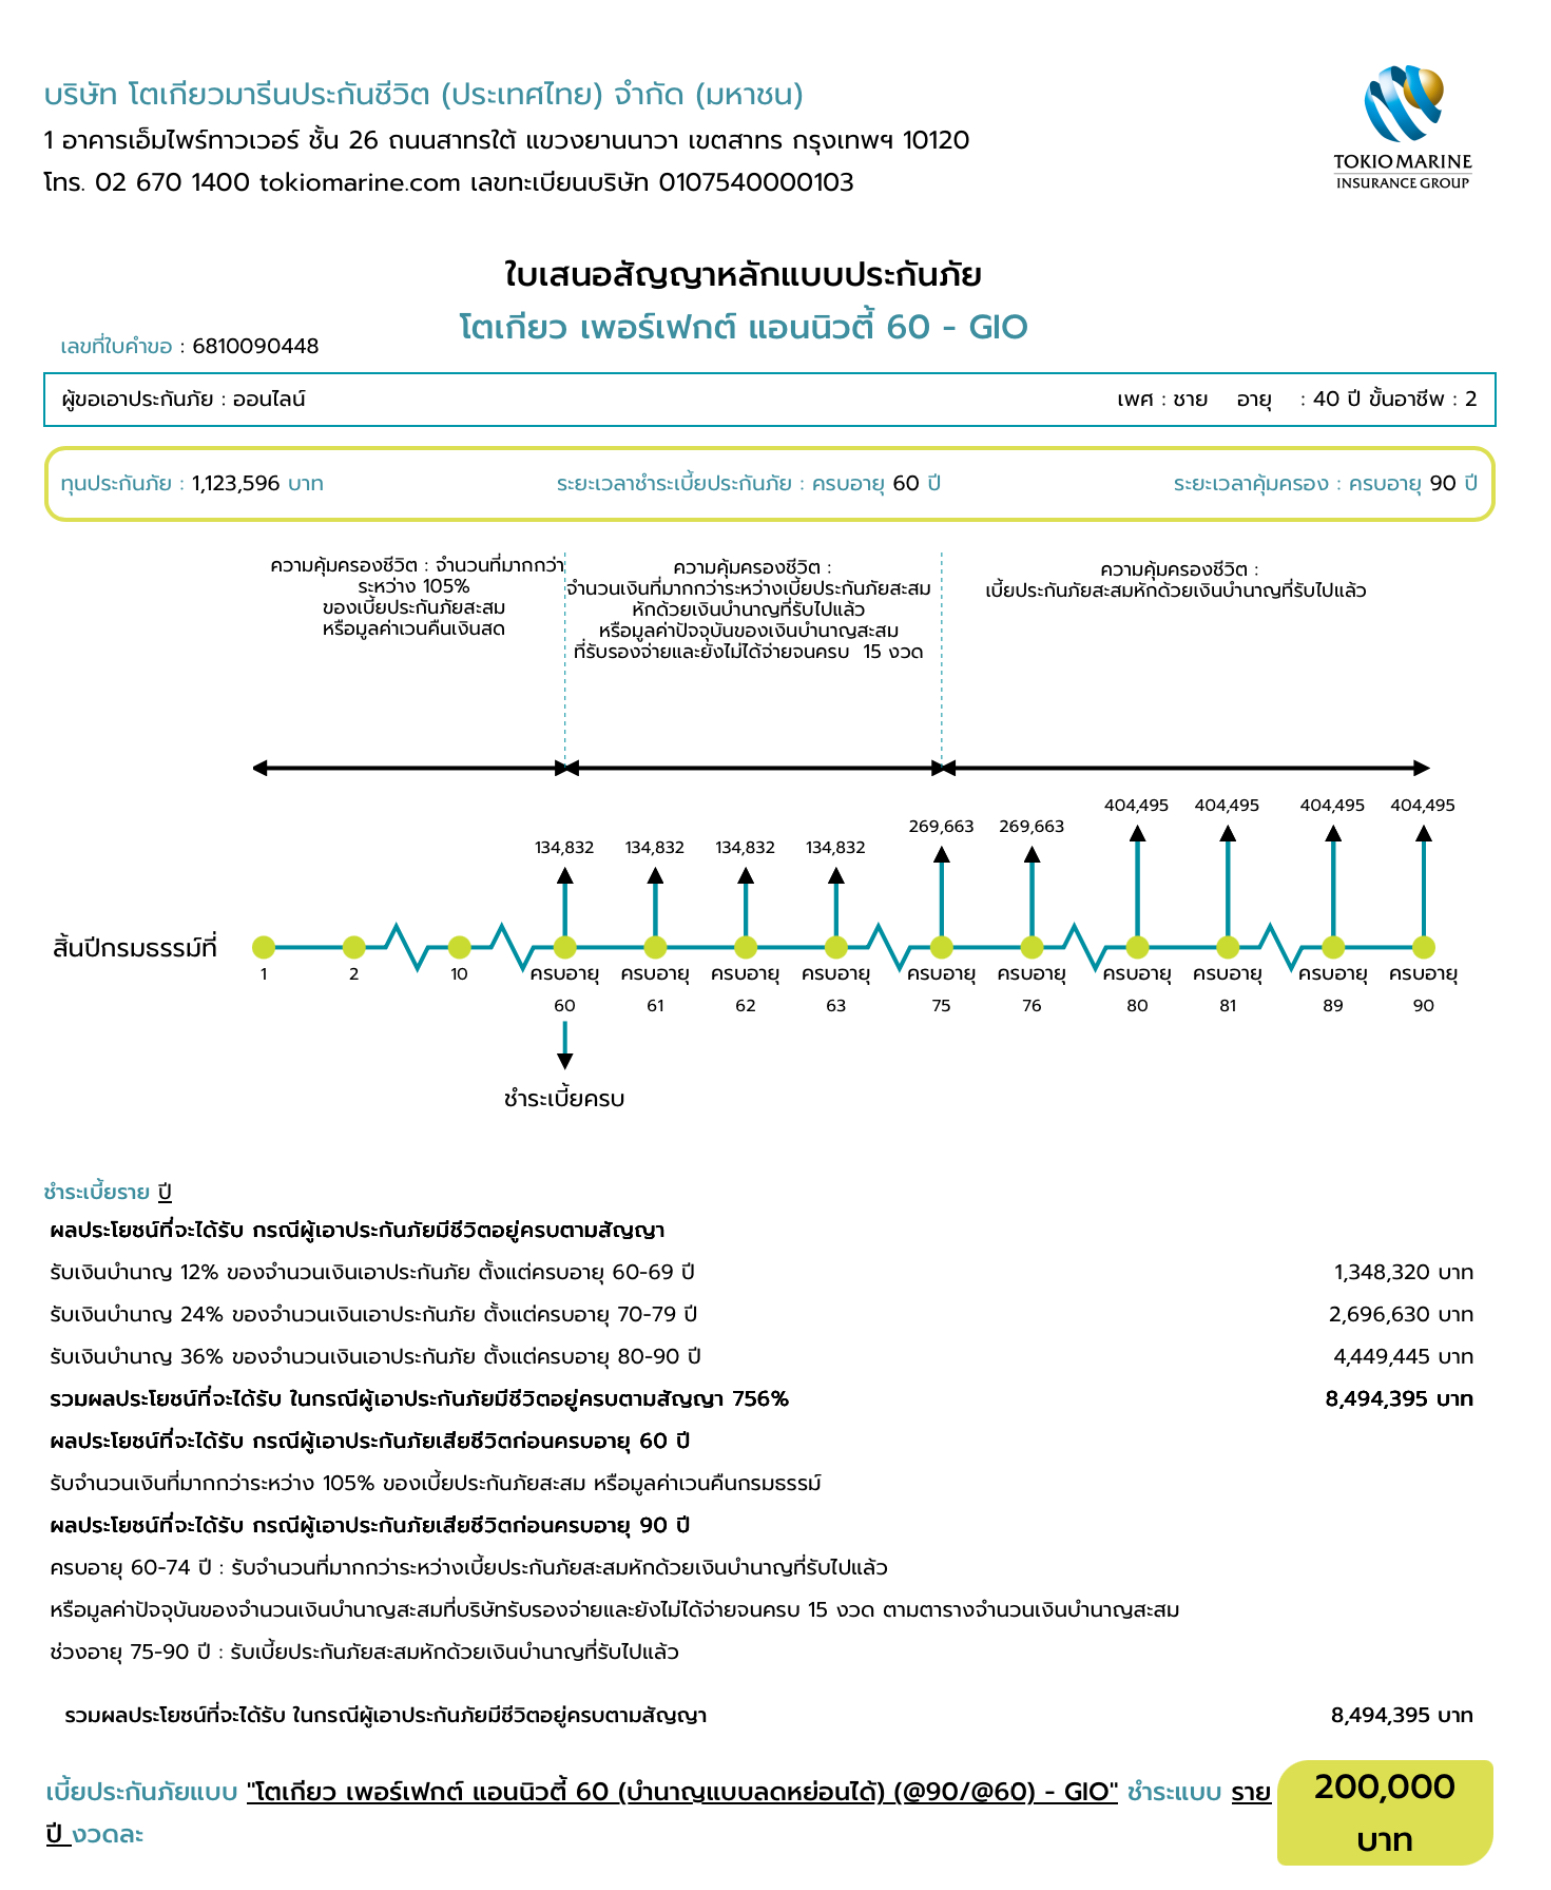 บริษัท โตเกียวมารีนประกันชีวิต (ประเทศไทย) จำกัด (มหาชน)
1 อาคารเอ็มไพร์ทาวเวอร์ ชั้น 26 ถนนสาทรใต้ แขวงยานนาวา เขตสาทร กรุงเทพฯ 10120
โทร. 02 670 1400 tokiomarine.com เลขทะเบียนบริษัท 0107540000103
TOKIO MARINE
INSURANCE GROUP
ใบเสนอสัญญาหลักแบบประกันภัย
โตเกียว เพอร์เฟกต์ แอนนิวตี้ 60 - GIO
เลขที่ใบคำขอ : 6810090448
ผู้ขอเอาประกันภัย : ออนไลน์ เพศ : ชาย อายุ : 40 ปี ขั้นอาชีพ : 2
ทุนประกันภัย : 1,123,596 บาท ระยะเวลาชำระเบี้ยประกันภัย : ครบอายุ 60 ปี ระยะเวลาคุ้มครอง : ครบอายุ 90 ปี
ความคุ้มครองชีวิต : จำนวนที่มากกว่า
ระหว่าง 105%
ของเบี้ยประกันภัยสะสม
หรือมูลค่าเวนคืนเงินสด
ความคุ้มครองชีวิต :
จำนวนเงินที่มากกว่าระหว่างเบี้ยประกันภัยสะสม
หักด้วยเงินบำนาญที่รับไปแล้ว
หรือมูลค่าปัจจุบันของเงินบำนาญสะสม
ที่รับรองจ่ายและยังไม่ได้จ่ายจนครบ 15 งวด
ความคุ้มครองชีวิต :
เบี้ยประกันภัยสะสมหักด้วยเงินบำนาญที่รับไปแล้ว
134,832 134,832 134,832 134,832 269,663 269,663 404,495 404,495 404,495 404,495
สิ้นปีกรมธรรม์ที่
1 2 10 ครบอายุ ครบอายุ ครบอายุ ครบอายุ ครบอายุ ครบอายุ ครบอายุ ครบอายุ ครบอายุ ครบอายุ
60 61 62 63 75 76 80 81 89 90
ชำระเบี้ยครบ
ชำระเบี้ยราย ปี
ผลประโยชน์ที่จะได้รับ กรณีผู้เอาประกันภัยมีชีวิตอยู่ครบตามสัญญา
รับเงินบำนาญ 12% ของจำนวนเงินเอาประกันภัย ตั้งแต่ครบอายุ 60-69 ปี 1,348,320 บาท
รับเงินบำนาญ 24% ของจำนวนเงินเอาประกันภัย ตั้งแต่ครบอายุ 70-79 ปี 2,696,630 บาท
รับเงินบำนาญ 36% ของจำนวนเงินเอาประกันภัย ตั้งแต่ครบอายุ 80-90 ปี 4,449,445 บาท
รวมผลประโยชน์ที่จะได้รับ ในกรณีผู้เอาประกันภัยมีชีวิตอยู่ครบตามสัญญา 756% 8,494,395 บาท
ผลประโยชน์ที่จะได้รับ กรณีผู้เอาประกันภัยเสียชีวิตก่อนครบอายุ 60 ปี
รับจำนวนเงินที่มากกว่าระหว่าง 105% ของเบี้ยประกันภัยสะสม หรือมูลค่าเวนคืนกรมธรรม์
ผลประโยชน์ที่จะได้รับ กรณีผู้เอาประกันภัยเสียชีวิตก่อนครบอายุ 90 ปี
ครบอายุ 60-74 ปี : รับจำนวนที่มากกว่าระหว่างเบี้ยประกันภัยสะสมหักด้วยเงินบำนาญที่รับไปแล้ว
หรือมูลค่าปัจจุบันของจำนวนเงินบำนาญสะสมที่บริษัทรับรองจ่ายและยังไม่ได้จ่ายจนครบ 15 งวด ตามตารางจำนวนเงินบำนาญสะสม
ช่วงอายุ 75-90 ปี : รับเบี้ยประกันภัยสะสมหักด้วยเงินบำนาญที่รับไปแล้ว
รวมผลประโยชน์ที่จะได้รับ ในกรณีผู้เอาประกันภัยมีชีวิตอยู่ครบตามสัญญา 8,494,395 บาท
เบี้ยประกันภัยแบบ "โตเกียว เพอร์เฟกต์ แอนนิวตี้ 60 (บำนาญแบบลดหย่อนได้) (@90/@60) - GIO" ชำระแบบ ราย
ปี งวดละ
200,000
บาท